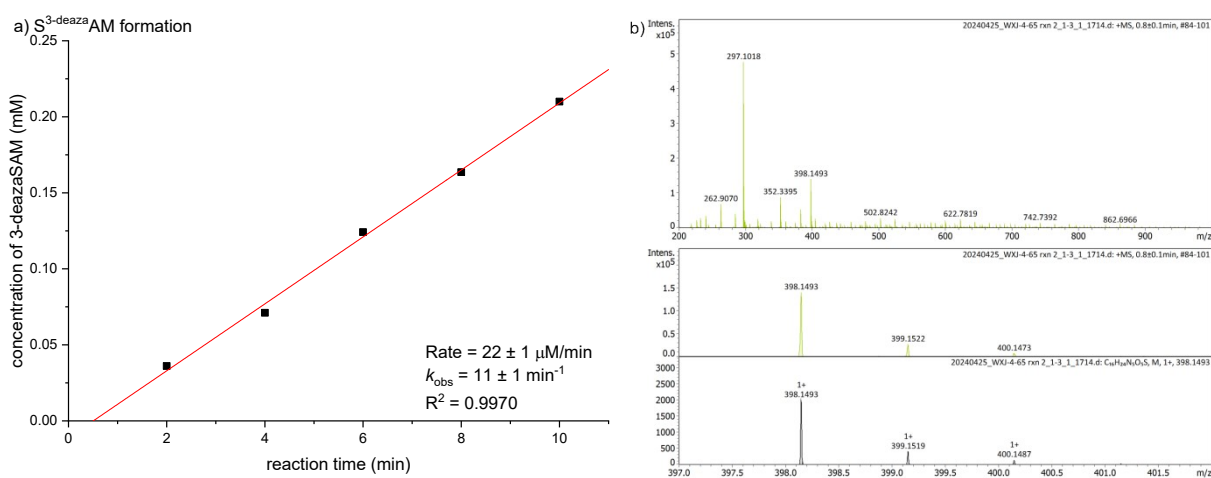 a) S³⁻ᵈᵉᵃᶻᵃAM formation
concentration of 3-deazaSAM (mM)
0.25
0.20
0.15
0.10
0.05
0.00
0 2 4 6 8 10
reaction time (min)
Rate = 22 ± 1 μM/min
k_obs = 11 ± 1 min⁻¹
R² = 0.9970
b)
Intens.
x10⁵
20240425_WXJ-4-65 rxn 2_1-3_1_1714.d: +MS, 0.8±0.1min, #84-101
5
4
3
2
1
0
297.1018
262.9070
352.3395
398.1493
502.8242
622.7819
742.7392
862.6966
200 300 400 500 600 700 800 900 m/z
Intens.
x10⁵
20240425_WXJ-4-65 rxn 2_1-3_1_1714.d: +MS, 0.8±0.1min, #84-101
1.5
1.0
0.5
0.0
398.1493
399.1522
400.1473
20240425_WXJ-4-65 rxn 2_1-3_1_1714.d: C₁₆H₂₄N₅O₅S, M, 1+, 398.1493
3000
2500
2000
1500
1000
500
0
1+
398.1493
1+
399.1519
1+
400.1487
397.0 397.5 398.0 398.5 399.0 399.5 400.0 400.5 401.0 401.5 m/z